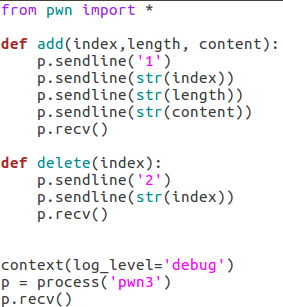 from pwn import *

def add(index,length, content):
    p.sendline('1')
    p.sendline(str(index))
    p.sendline(str(length))
    p.sendline(str(content))
    p.recv()

def delete(index):
    p.sendline('2')
    p.sendline(str(index))
    p.recv()


context(log_level='debug')
p = process('pwn3')
p.recv()